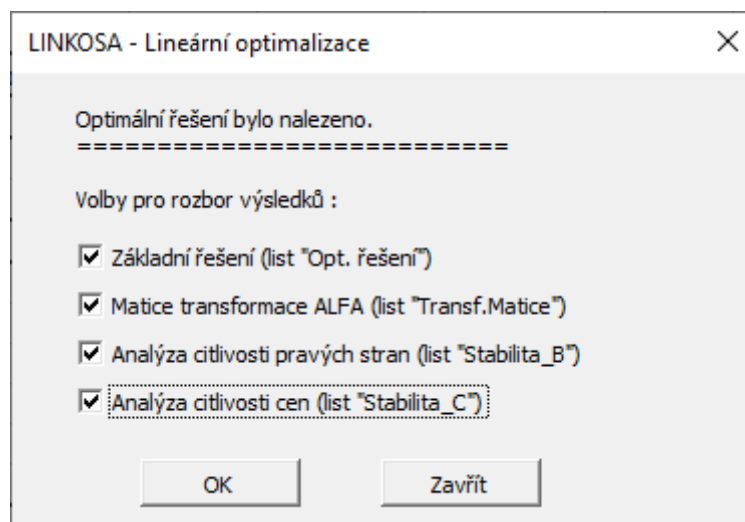 LINKOSA - Lineární optimalizace
Optimální řešení bylo nalezeno.
===========================
Volby pro rozbor výsledků :
Základní řešení (list "Opt. řešení")
Matice transformace ALFA (list "Transf.Matice")
Analýza citlivosti pravých stran (list "Stabilita_B")
Analýza citlivosti cen (list "Stabilita_C")
OK Zavřít